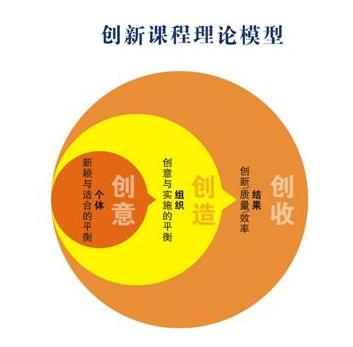 创新课程理论模型
个体
新颖与适合的平衡
创意
组织
创意与实施的平衡
创造
结果
创新/质量/效率
创收